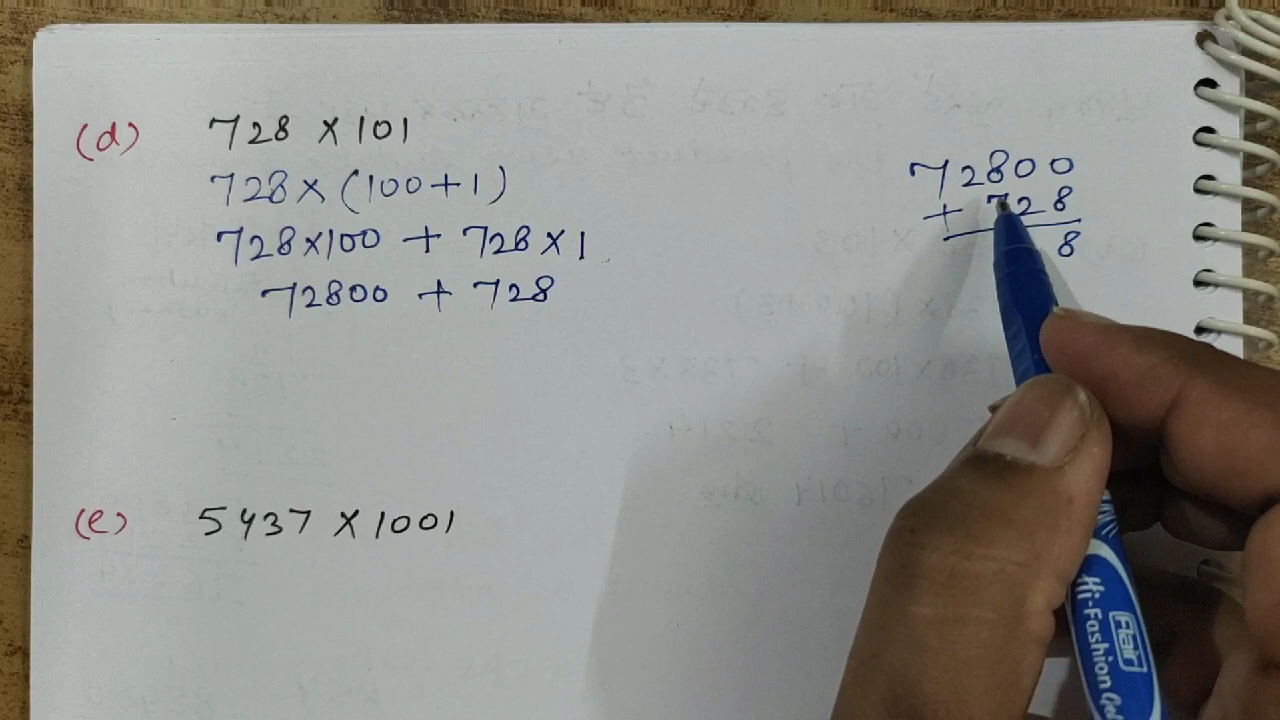 (d) 728 × 101
728 × (100 + 1)
728 × 100 + 728 × 1
72800 + 728
72800
+ 728
8
(e) 5437 × 1001
Flair
Hi-Fashion Gel